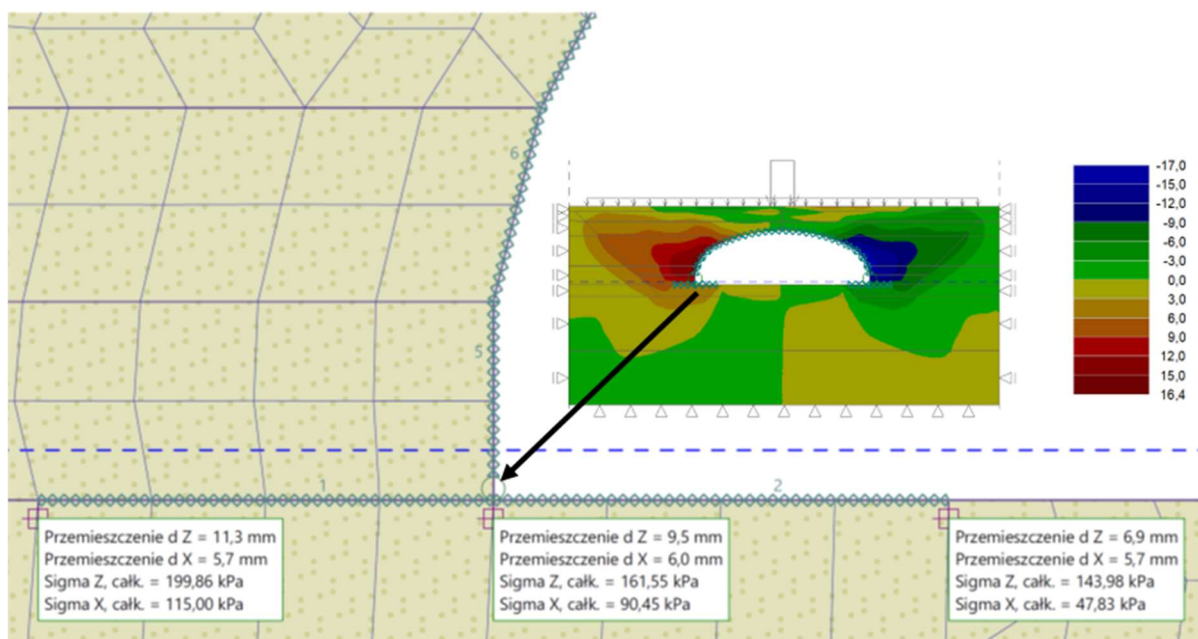 6
5
1
2
-17,0
-15,0
-12,0
-9,0
-6,0
-3,0
0,0
3,0
6,0
9,0
12,0
15,0
16,4
Przemieszczenie d Z = 11,3 mm
Przemieszczenie d X = 5,7 mm
Sigma Z, całk. = 199,86 kPa
Sigma X, całk. = 115,00 kPa
Przemieszczenie d Z = 9,5 mm
Przemieszczenie d X = 6,0 mm
Sigma Z, całk. = 161,55 kPa
Sigma X, całk. = 90,45 kPa
Przemieszczenie d Z = 6,9 mm
Przemieszczenie d X = 5,7 mm
Sigma Z, całk. = 143,98 kPa
Sigma X, całk. = 47,83 kPa